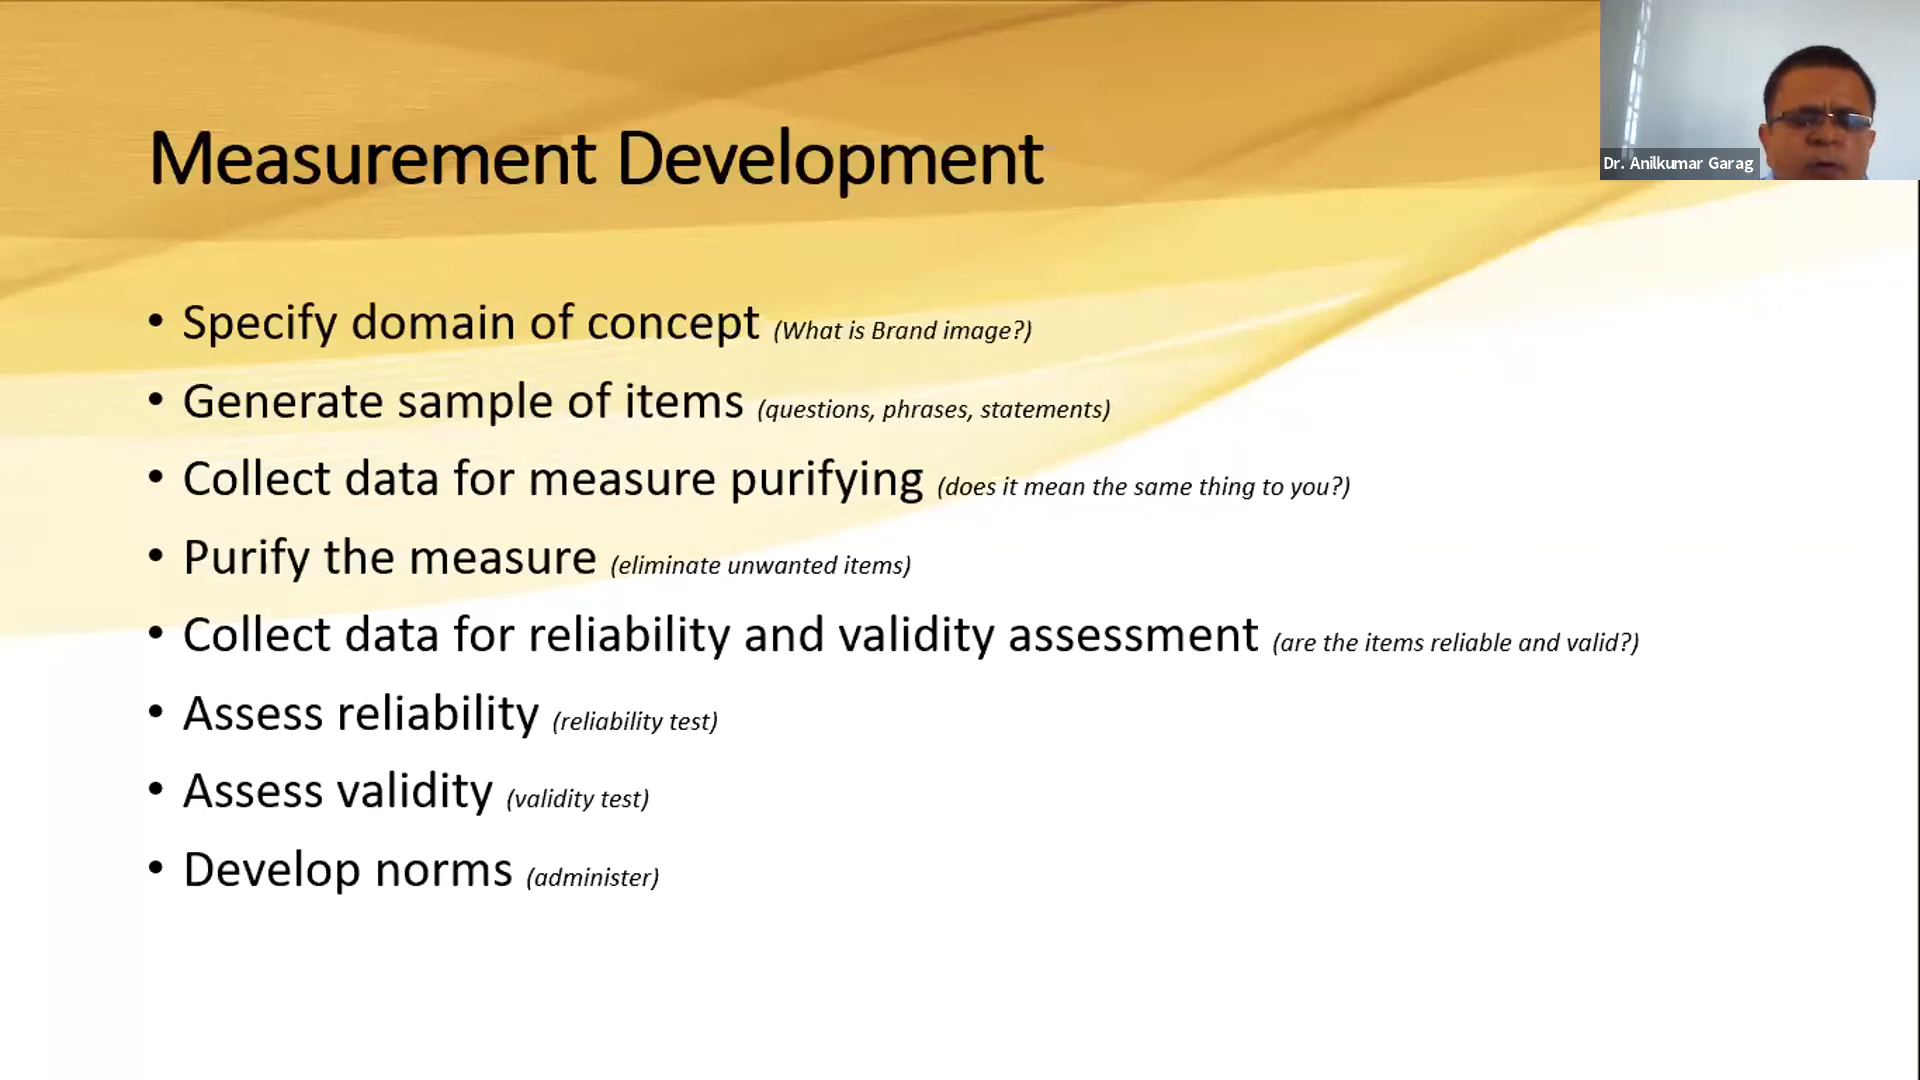 Measurement Development
Dr. Anilkumar Garag
• Specify domain of concept (What is Brand image?)
• Generate sample of items (questions, phrases, statements)
• Collect data for measure purifying (does it mean the same thing to you?)
• Purify the measure (eliminate unwanted items)
• Collect data for reliability and validity assessment (are the items reliable and valid?)
• Assess reliability (reliability test)
• Assess validity (validity test)
• Develop norms (administer)